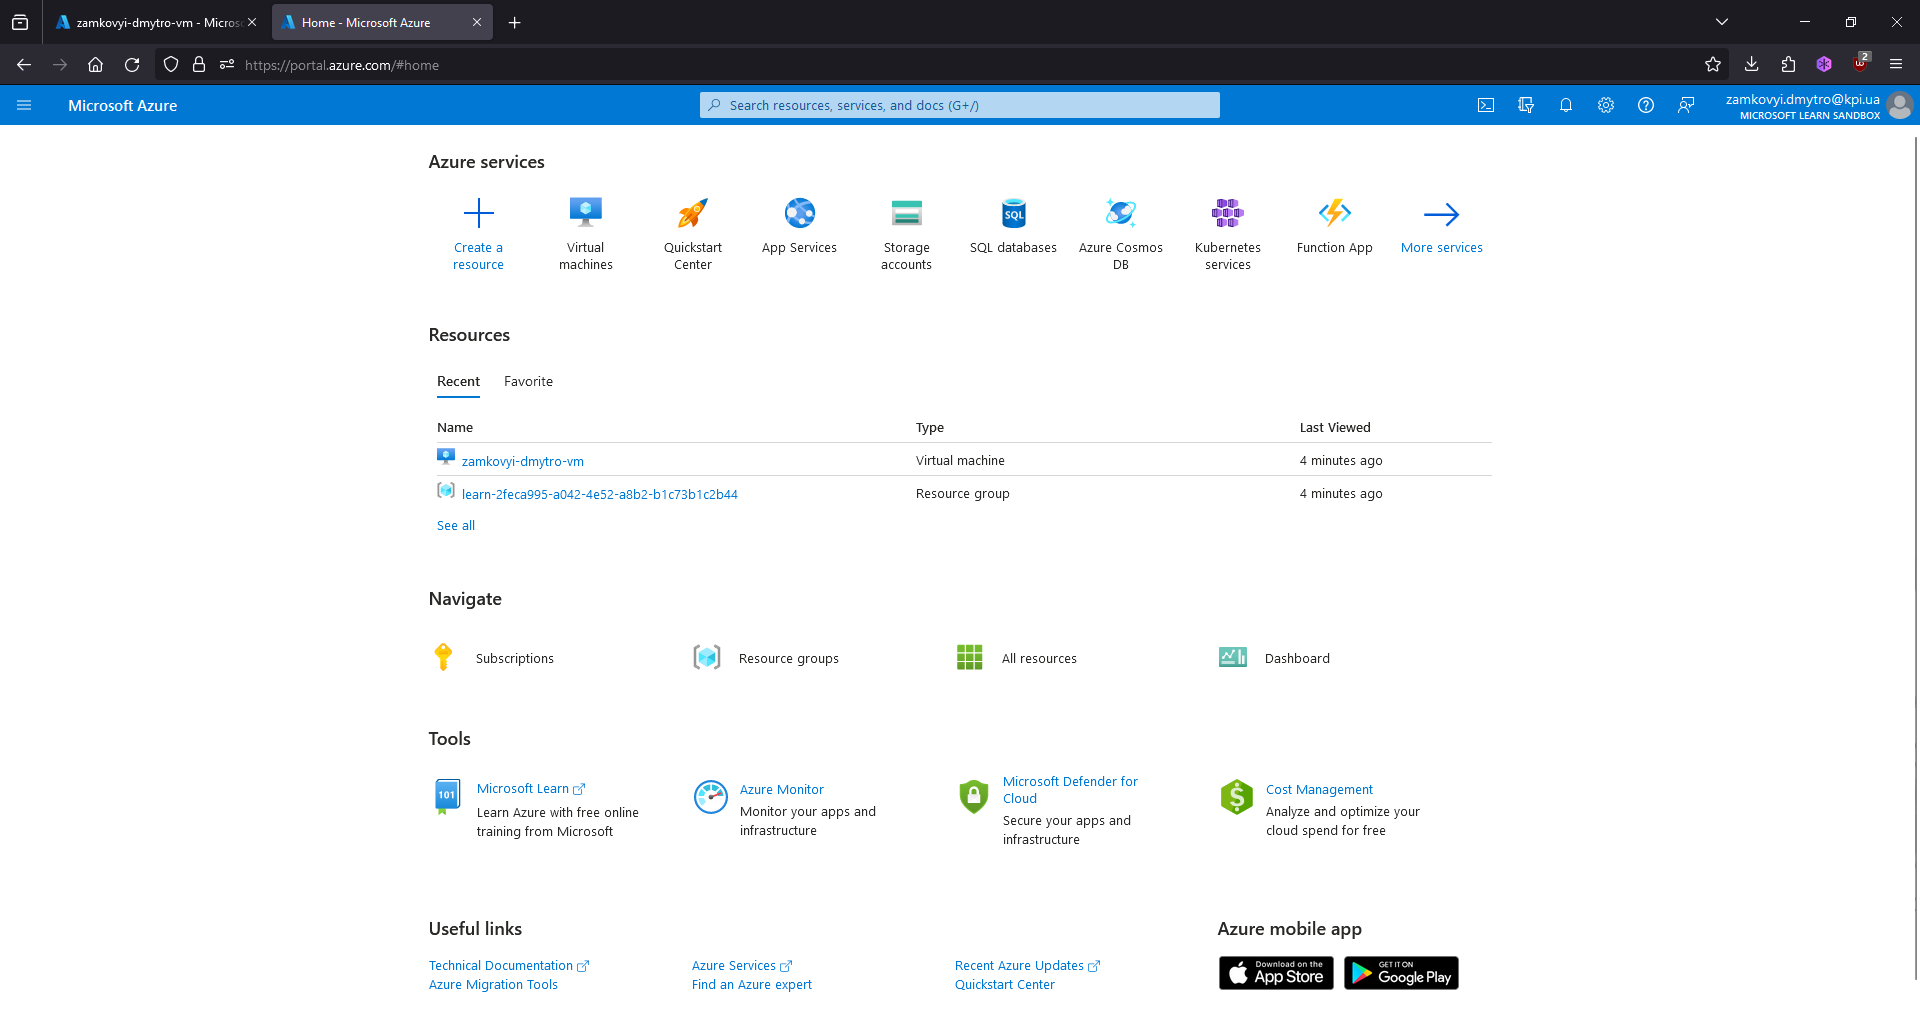 zamkovyi-dmytro-vm - Micros
Home - Microsoft Azure
https://portal.azure.com/#home
2
Microsoft Azure
Search resources, services, and docs (G+/)
zamkovyi.dmytro@kpi.ua
MICROSOFT LEARN SANDBOX
Azure services
Create a resource
Virtual machines
Quickstart Center
App Services
Storage accounts
SQL
SQL databases
Azure Cosmos DB
Kubernetes services
Function App
More services
Resources
Recent Favorite
Name Type Last Viewed
zamkovyi-dmytro-vm Virtual machine 4 minutes ago
learn-2feca995-a042-4e52-a8b2-b1c73b1c2b44 Resource group 4 minutes ago
See all
Navigate
Subscriptions Resource groups All resources Dashboard
Tools
101
Microsoft Learn
Learn Azure with free online
training from Microsoft
Azure Monitor
Monitor your apps and
infrastructure
Microsoft Defender for
Cloud
Secure your apps and
infrastructure
Cost Management
Analyze and optimize your
cloud spend for free
Useful links
Technical Documentation
Azure Migration Tools
Azure Services
Find an Azure expert
Recent Azure Updates
Quickstart Center
Azure mobile app
Download on the
App Store
GET IT ON
Google Play